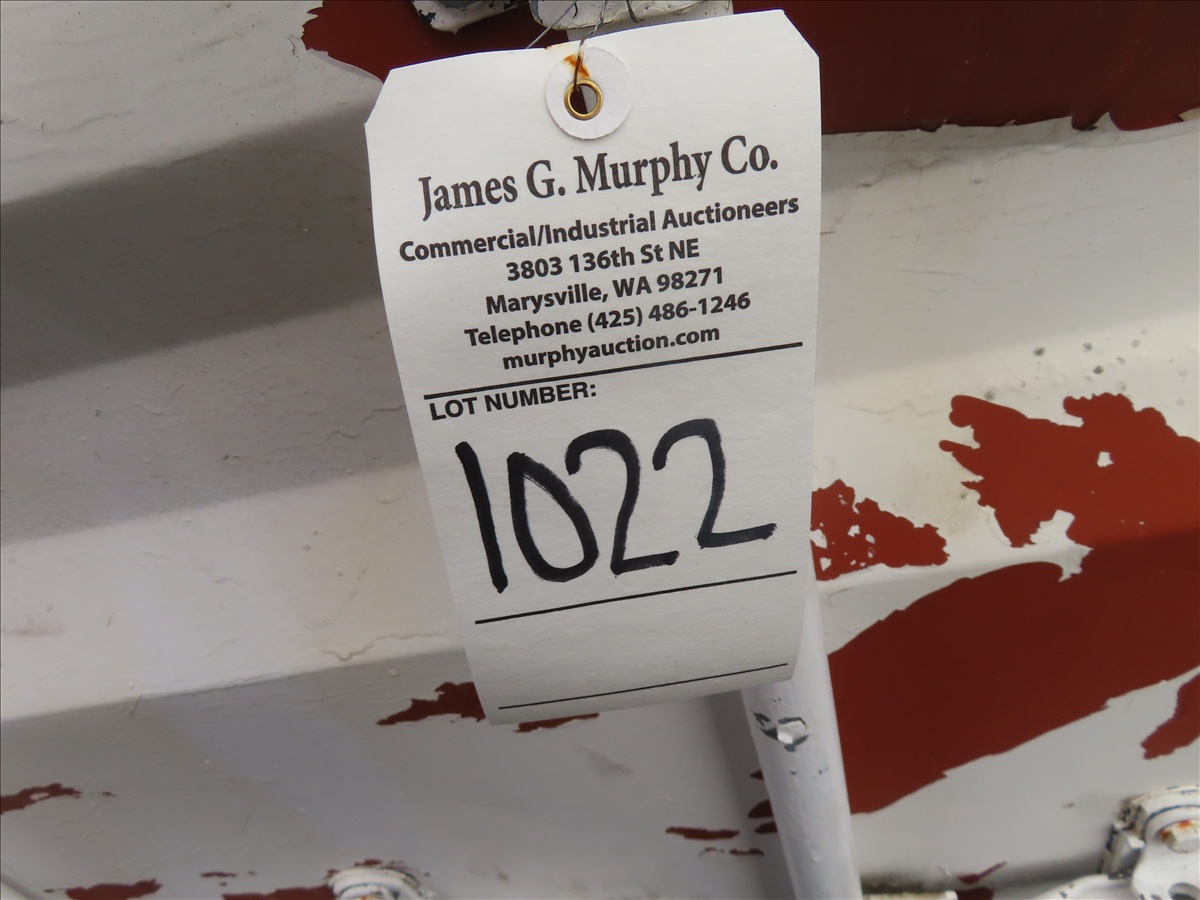 James G. Murphy Co.
Commercial/Industrial Auctioneers
3803 136th St NE
Marysville, WA 98271
Telephone (425) 486-1246
murphyauction.com
LOT NUMBER:
1022